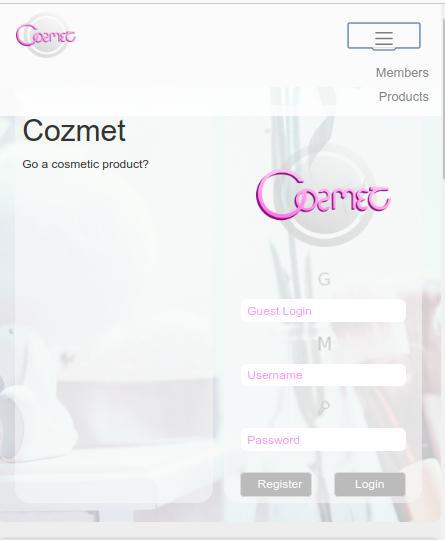 Cozmet
Members
Products
Cozmet
Go a cosmetic product?
Cozmet
G
Guest Login
M
Username
Password
Register
Login